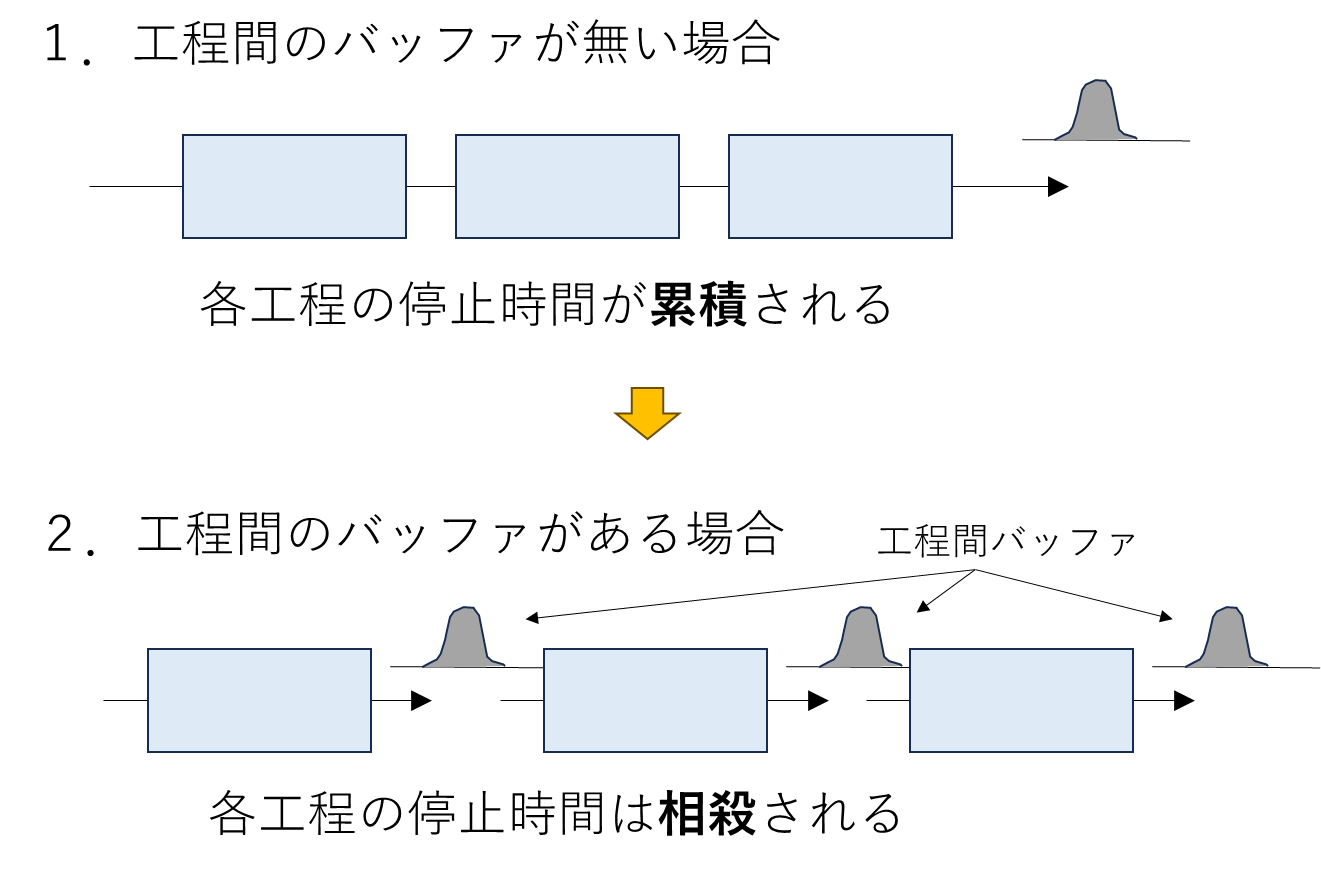 １．工程間のバッファが無い場合
各工程の停止時間が累積される
２．工程間のバッファがある場合
工程間バッファ
各工程の停止時間は相殺される